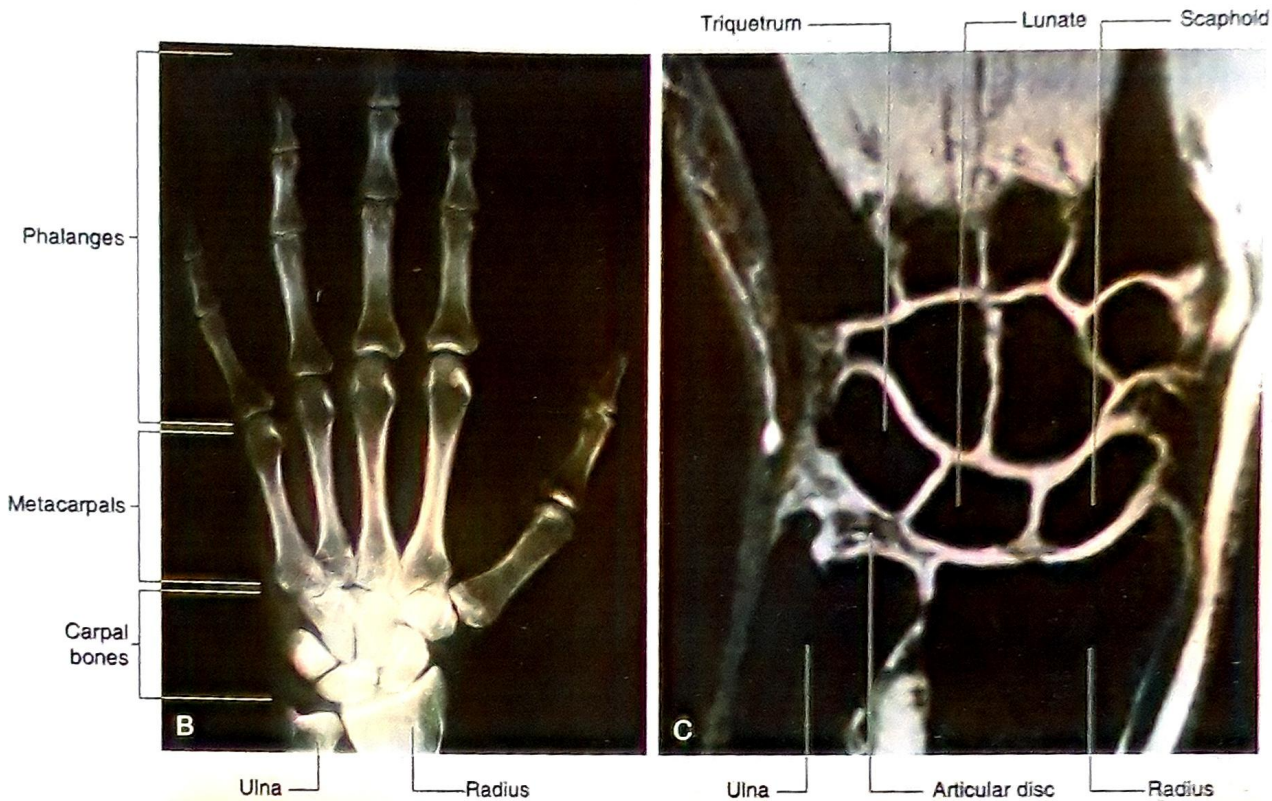 Triquetrum
Lunate
Scaphoid
Phalanges
Metacarpals
Carpal
bones
B
C
Ulna
Radius
Ulna
Articular disc
Radius